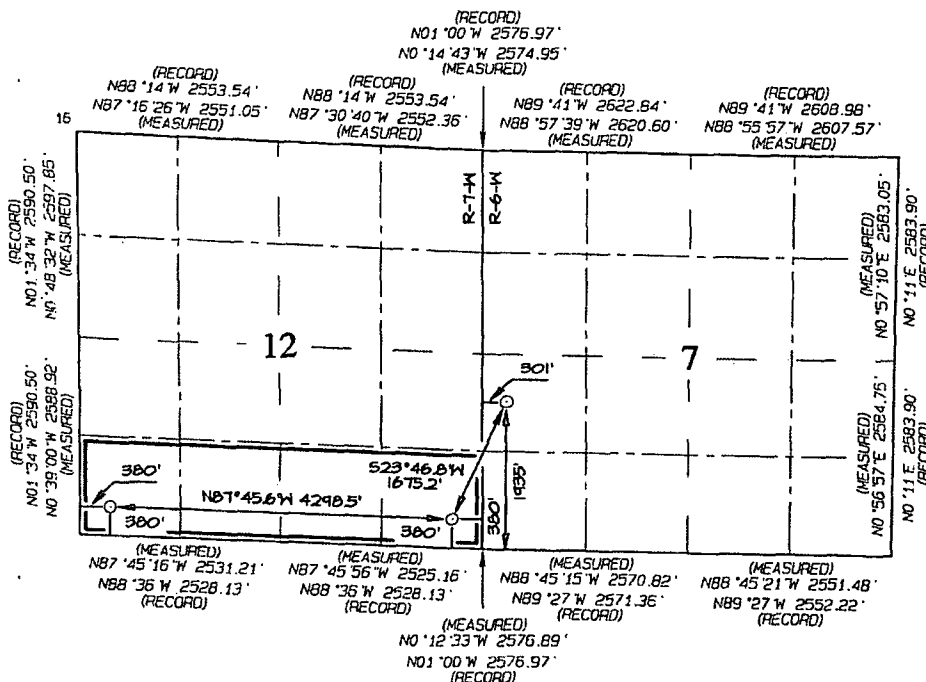 (RECORD)
N01°00'W 2576.97'
N0°14'43"W 2574.95'
(MEASURED)
(RECORD)
N88°14'W 2553.54'
N87°16'26"W 2551.05'
(MEASURED)
(RECORD)
N88°14'W 2553.54'
N87°30'40"W 2552.36'
(MEASURED)
(RECORD)
N89°41'W 2622.84'
N88°57'39"W 2620.60'
(MEASURED)
(RECORD)
N89°41'W 2608.98'
N88°55'57"W 2607.57'
(MEASURED)
15
R-7-W
R-6-W
(RECORD)
N01°34'W 2590.50'
N0°48'32"W 2597.85'
(MEASURED)
(MEASURED)
N0°57'10"E 2583.05'
N0°11'E 2583.90'
(RECORD)
12
7
301'
(RECORD)
N01°34'W 2590.50'
N0°39'00"W 2588.92'
(MEASURED)
(MEASURED)
N0°56'57"E 2584.75'
N0°11'E 2583.90'
(RECORD)
S23°46.8'W
1675.2'
380'
N87°45.6'W 4298.5'
1935'
380'
380'
380'
(MEASURED)
N87°45'16"W 2531.21'
N88°36'W 2528.13'
(RECORD)
(MEASURED)
N87°45'56"W 2525.16'
N88°36'W 2528.13'
(RECORD)
(MEASURED)
N88°45'15"W 2570.82'
N89°27'W 2571.36'
(RECORD)
(MEASURED)
N88°45'21"W 2551.48'
N89°27'W 2552.22'
(RECORD)
(MEASURED)
N0°12'33"W 2576.89'
N01°00'W 2576.97'
(RECORD)